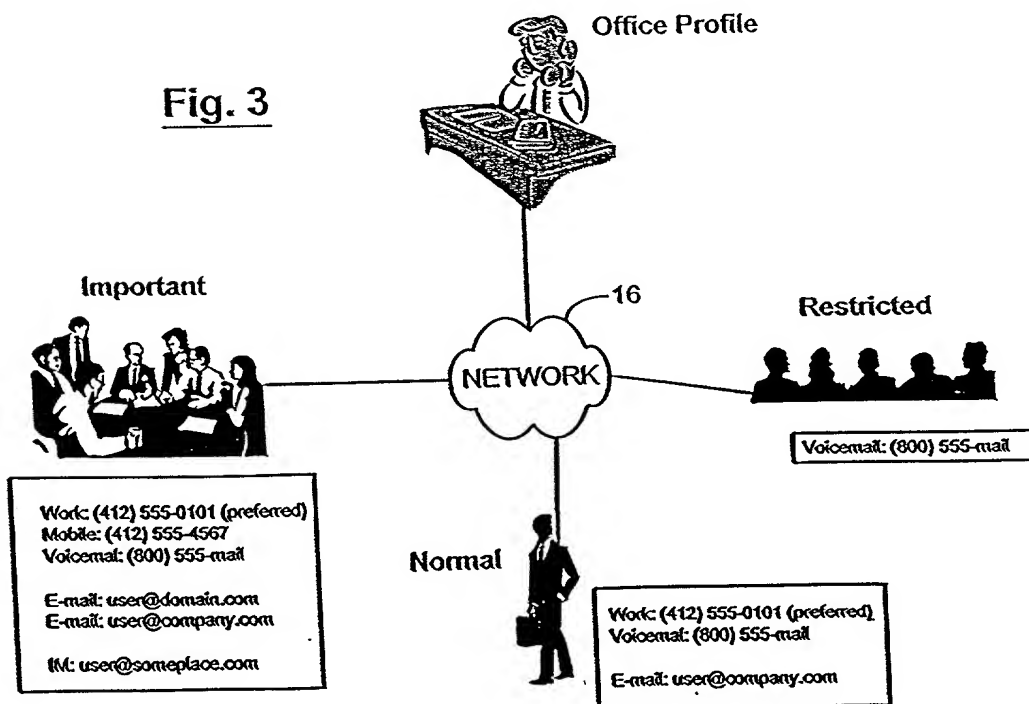 Office Profile
Fig. 3
Important
16
Restricted
NETWORK
Voicemail: (800) 555-mail
Work: (412) 555-0101 (preferred)
Mobile: (412) 555-4567
Voicemal: (800) 555-mail
E-mail: user@domain.com
E-mail: user@company.com
IM: user@someplace.com
Normal
Work: (412) 555-0101 (preferred)
Voicemal: (800) 555-mail
E-mail: user@company.com